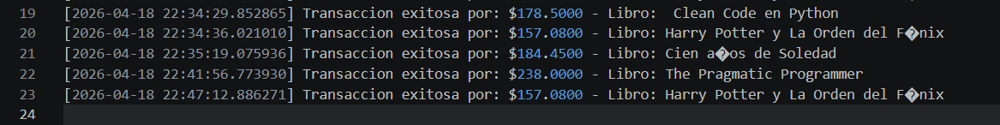 19 [2026-04-18 22:34:29.852865] Transaccion exitosa por: $178.5000 - Libro:  Clean Code en Python
20 [2026-04-18 22:34:36.021010] Transaccion exitosa por: $157.0800 - Libro: Harry Potter y La Orden del F�nix
21 [2026-04-18 22:35:19.075936] Transaccion exitosa por: $184.4500 - Libro: Cien a�os de Soledad
22 [2026-04-18 22:41:56.773930] Transaccion exitosa por: $238.0000 - Libro: The Pragmatic Programmer
23 [2026-04-18 22:47:12.886271] Transaccion exitosa por: $157.0800 - Libro: Harry Potter y La Orden del F�nix
24